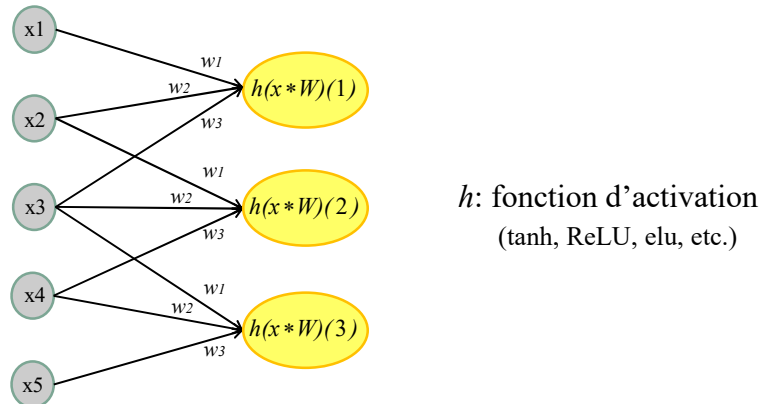 x1
w1
h(x*W)(1)
w2
x2
w3
w1
h: fonction d’activation
x3
w2
h(x*W)(2)
(tanh, ReLU, elu, etc.)
w3
w1
x4
w2
h(x*W)(3)
w3
x5